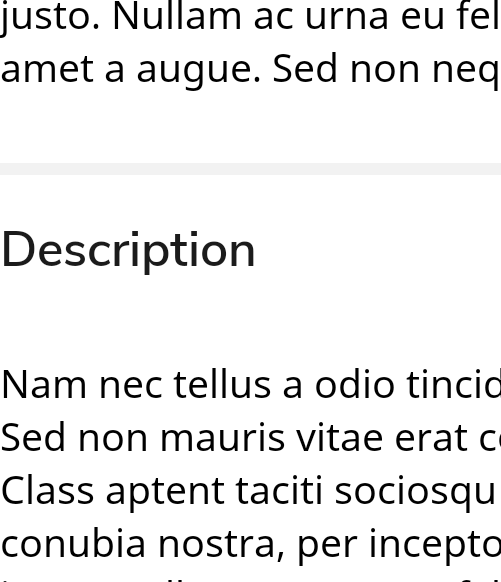 justo. Nullam ac urna eu fel
amet a augue. Sed non neq
Description
Nam nec tellus a odio tincid
Sed non mauris vitae erat co
Class aptent taciti sociosqu
conubia nostra, per incepto